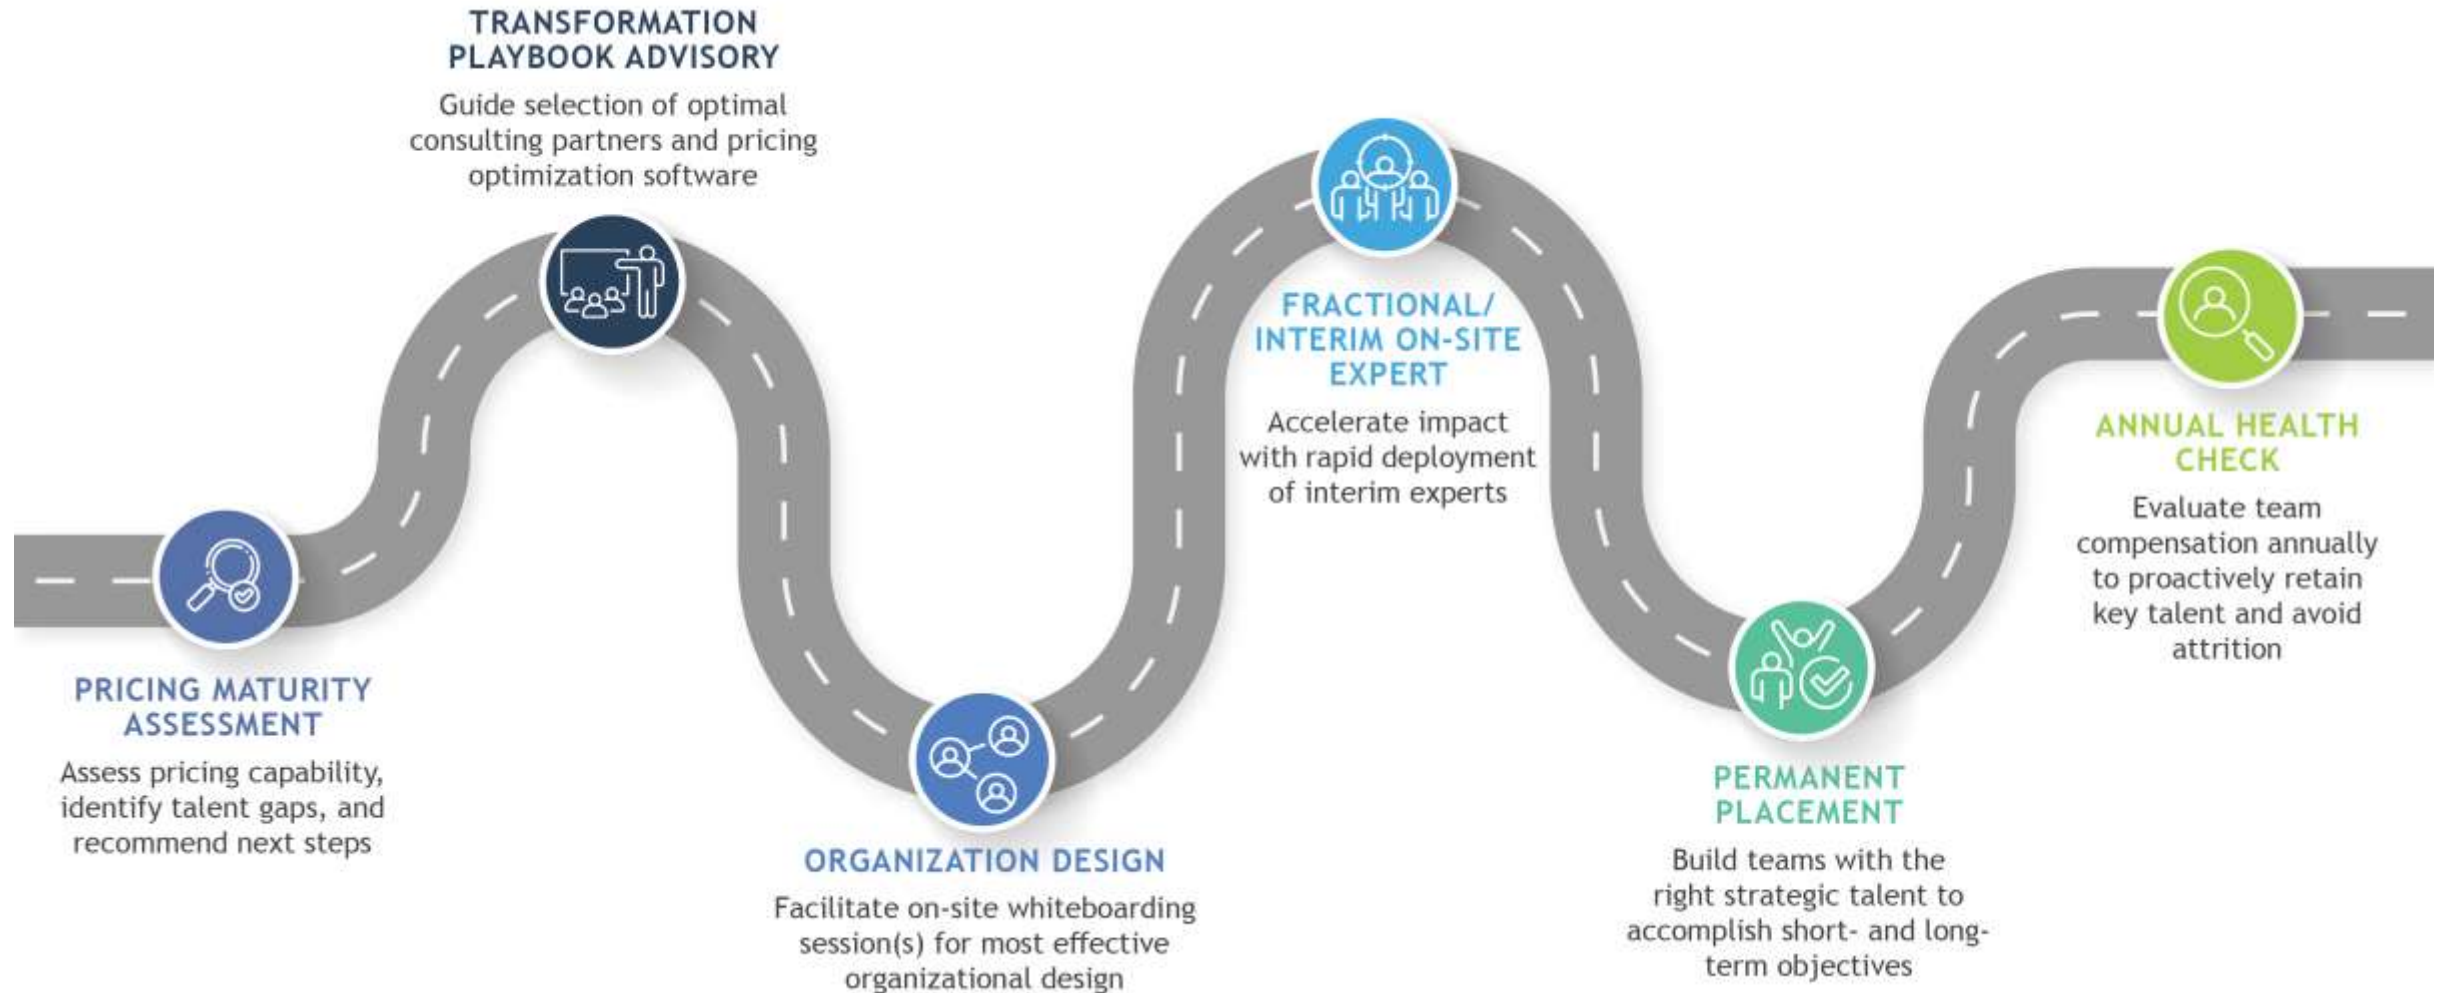 TRANSFORMATION
PLAYBOOK ADVISORY
Guide selection of optimal
consulting partners and pricing
optimization software
FRACTIONAL/
INTERIM ON-SITE
EXPERT
Accelerate impact
with rapid deployment
of interim experts
ANNUAL HEALTH
CHECK
Evaluate team
compensation annually
to proactively retain
key talent and avoid
attrition
PRICING MATURITY
ASSESSMENT
Assess pricing capability,
identify talent gaps, and
recommend next steps
ORGANIZATION DESIGN
Facilitate on-site whiteboarding
session(s) for most effective
organizational design
PERMANENT
PLACEMENT
Build teams with the
right strategic talent to
accomplish short- and long-
term objectives